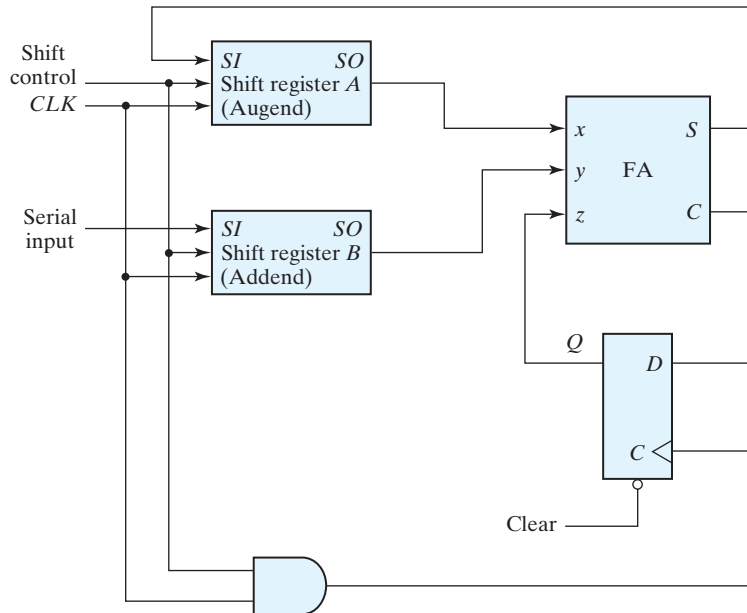 Shift
control
CLK
SI SO
Shift register A
(Augend)
x S
y FA
z C
Serial
input
SI SO
Shift register B
(Addend)
Q
D
C
Clear